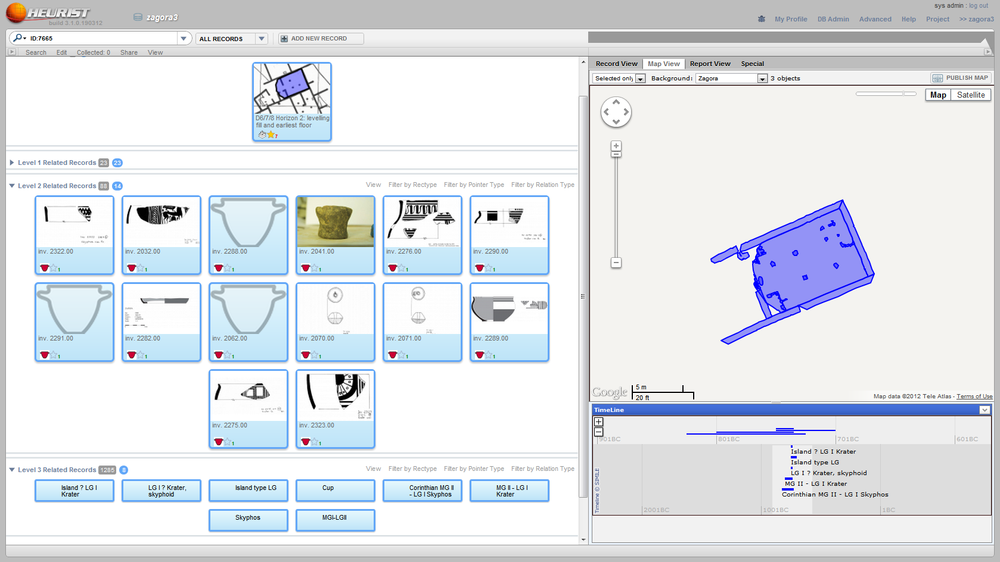 sys admin : log out
HEURIST
build 3.1.0.190312
zagora3
My Profile
DB Admin
Advanced
Help
Project
>> zagora3
ID:7665
ALL RECORDS
ADD NEW RECORD
Search
Edit
Collected: 0
Share
View
D6/7/8 Horizon 2: levelling
fill and earliest floor
7
Level 1 Related Records 23 23
Level 2 Related Records 88 14
View
Filter by Rectype
Filter by Pointer Type
Filter by Relation Type
inv. 2322.00
1
inv. 2032.00
1
inv. 2288.00
1
inv. 2041.00
1
inv. 2276.00
1
inv. 2290.00
1
inv. 2291.00
1
inv. 2282.00
1
inv. 2062.00
1
inv. 2070.00
1
inv. 2071.00
1
inv. 2289.00
1
inv. 2275.00
1
inv. 2323.00
1
Level 3 Related Records 1285 8
View
Filter by Rectype
Filter by Pointer Type
Filter by Relation Type
Island ? LG I
Krater
LG I ? Krater,
skyphoid
Island type LG
Cup
Corinthian MG II
- LG I Skyphos
MG II - LG I
Krater
Skyphos
MGI-LGII
Record View
Map View
Report View
Special
Selected only
Background:
Zagora
3 objects
PUBLISH MAP
Map
Satellite
Google
5 m
20 ft
Map data ©2012 Tele Atlas - Terms of Use
TimeLine
901BC
801BC
701BC
601BC
Island ? LG I Krater
Island type LG
LG I ? Krater, skyphoid
MG II - LG I Krater
Corinthian MG II - LG I Skyphos
2001BC
1001BC
1BC
Timeline © SIMILE